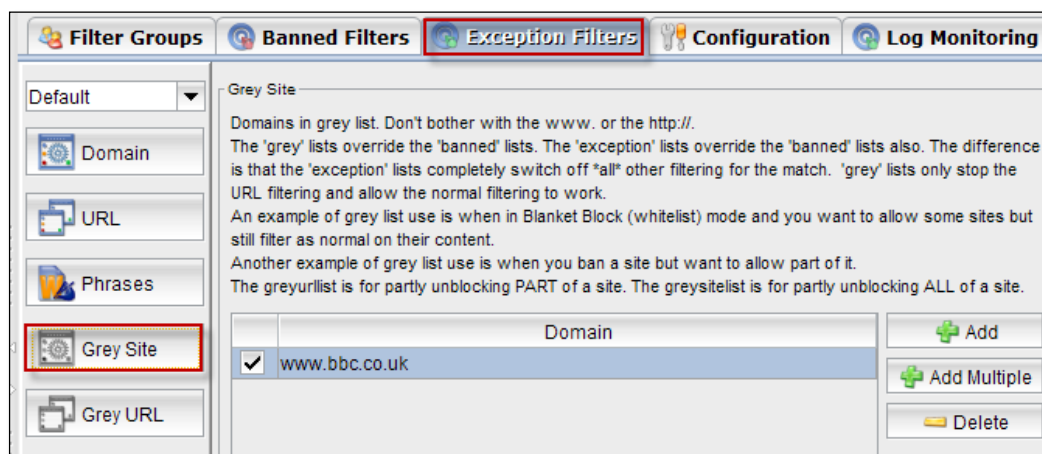 Filter Groups
Banned Filters
Exception Filters
Configuration
Log Monitoring
Default
Domain
URL
Phrases
Grey Site
Grey URL
Grey Site
Domains in grey list. Don't bother with the www. or the http://.
The 'grey' lists override the 'banned' lists. The 'exception' lists override the 'banned' lists also. The difference
is that the 'exception' lists completely switch off *all* other filtering for the match. 'grey' lists only stop the
URL filtering and allow the normal filtering to work.
An example of grey list use is when in Blanket Block (whitelist) mode and you want to allow some sites but
still filter as normal on their content.
Another example of grey list use is when you ban a site but want to allow part of it.
The greyurllist is for partly unblocking PART of a site. The greysitelist is for partly unblocking ALL of a site.
Domain
www.bbc.co.uk
Add
Add Multiple
Delete